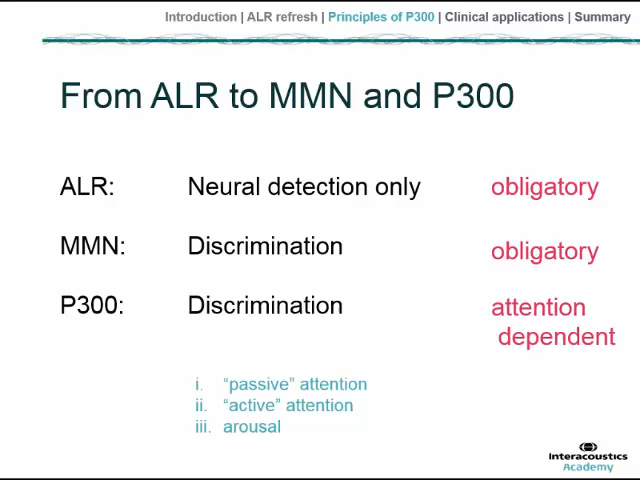 Introduction | ALR refresh | Principles of P300 | Clinical applications | Summary
From ALR to MMN and P300
ALR: Neural detection only obligatory
MMN: Discrimination obligatory
P300: Discrimination attention
dependent
i. “passive” attention
ii. “active” attention
iii. arousal
Interacoustics
Academy